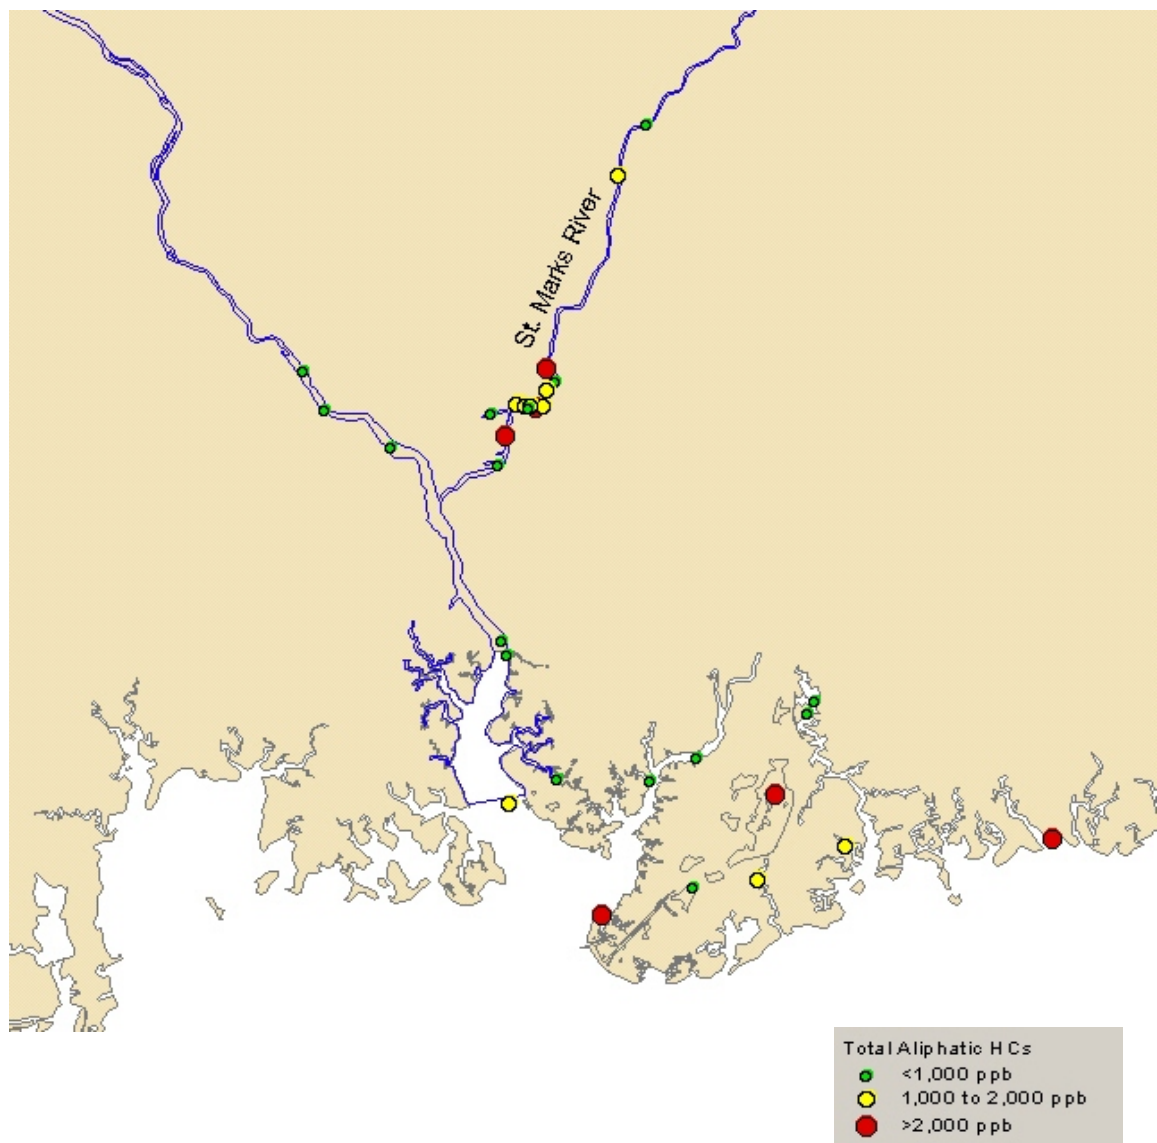 St. Marks River
Total Aliphatic HCs
<1,000 ppb
1,000 to 2,000 ppb
>2,000 ppb